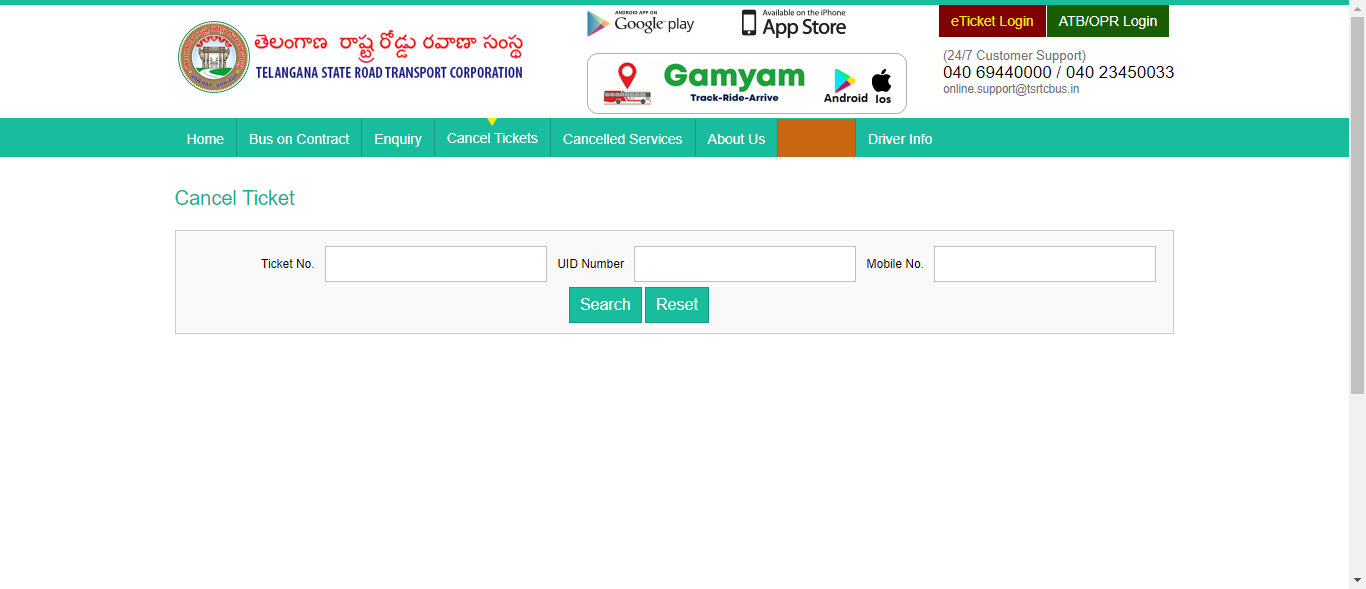 ANDROID APP ON
Google play
Available on the iPhone
App Store
eTicket Login
ATB/OPR Login
తెలంగాణ రాష్ట్ర రోడ్డు రవాణా సంస్థ
TELANGANA STATE ROAD TRANSPORT CORPORATION
Gamyam
Track-Ride-Arrive
Android Ios
(24/7 Customer Support)
040 69440000 / 040 23450033
online.support@tsrtcbus.in
Home Bus on Contract Enquiry Cancel Tickets Cancelled Services About Us Driver Info
Cancel Ticket
Ticket No. UID Number Mobile No.
Search Reset